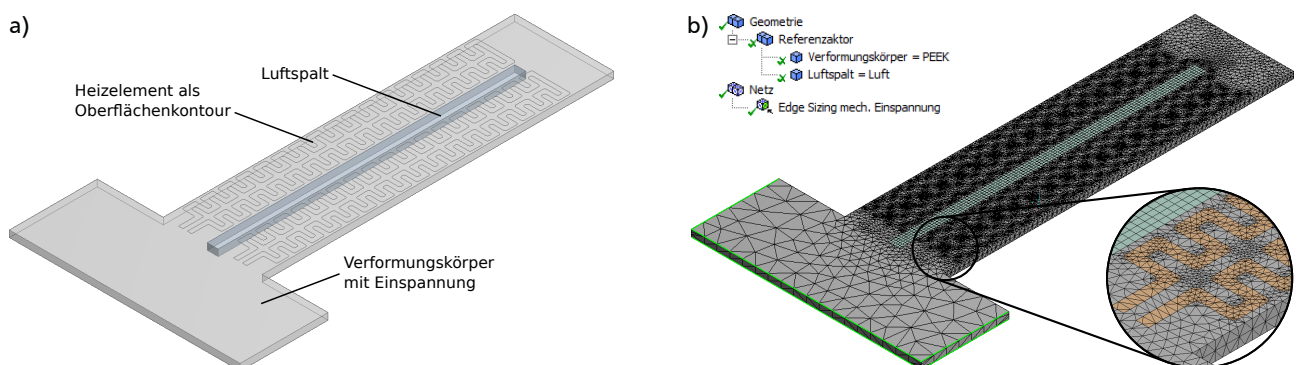 a)
Luftspalt
Heizelement als
Oberflächenkontour
Verformungskörper
mit Einspannung
b)
Geometrie
Referenzaktor
Verformungskörper = PEEK
Luftspalt = Luft
Netz
Edge Sizing mech. Einspannung